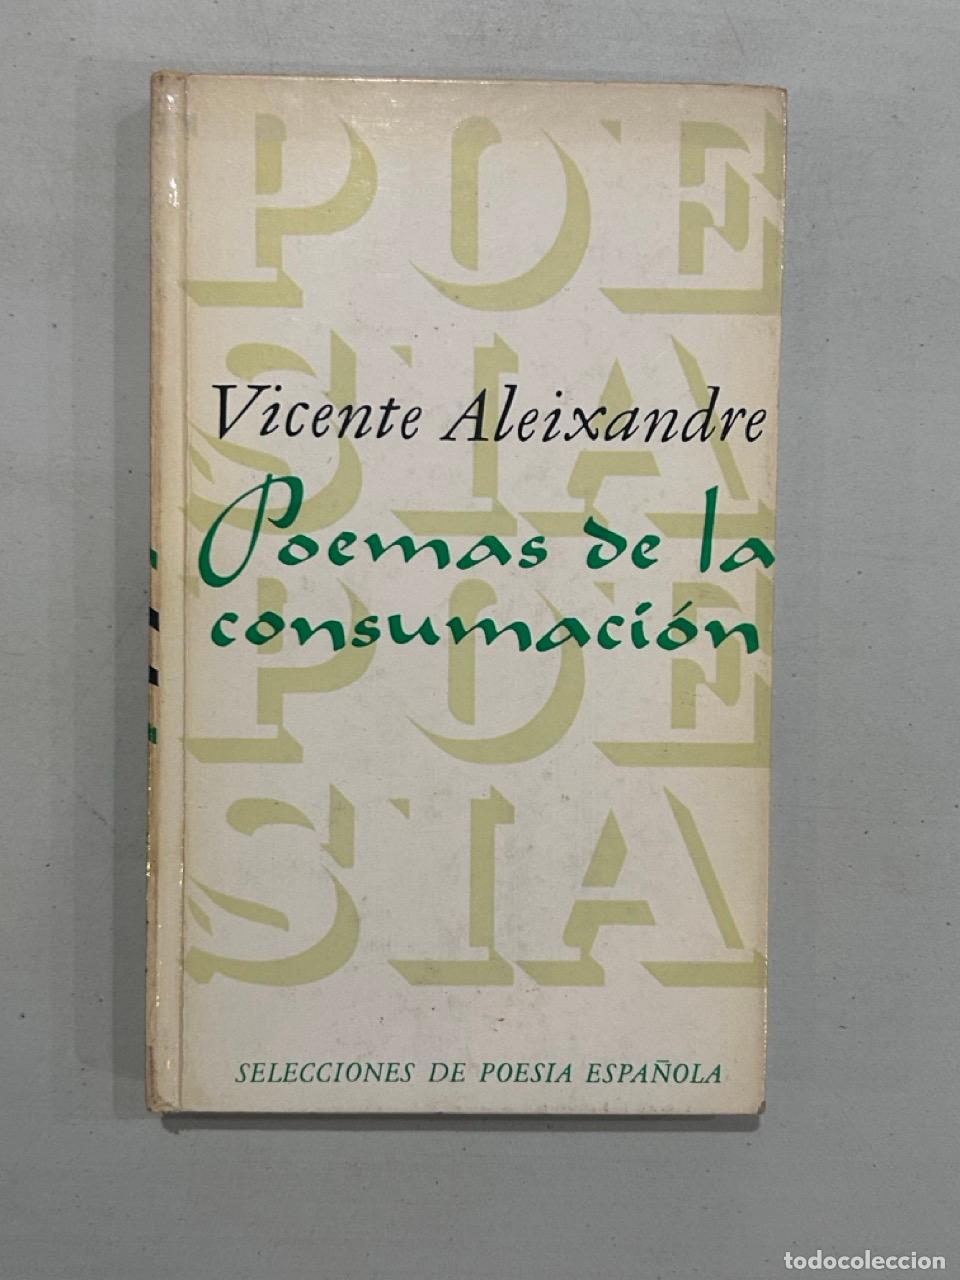 POE
SIA
Vicente Aleixandre
Poemas de la
consumación
POE
SIA
SELECCIONES DE POESIA ESPAÑOLA
todocoleccion